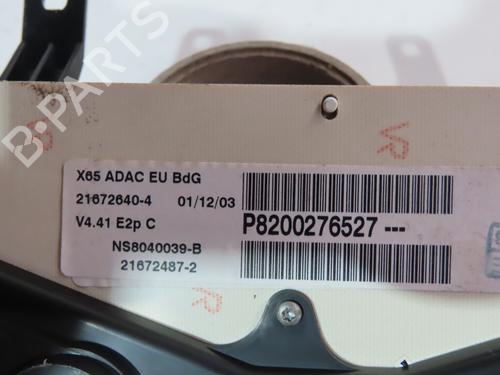 B-PARTS
VR
X65 ADAC EU BdG
21672640-4 01/12/03
V4.41 E2p C
P8200276527 ---
NS8040039-B
21672487-2
VR